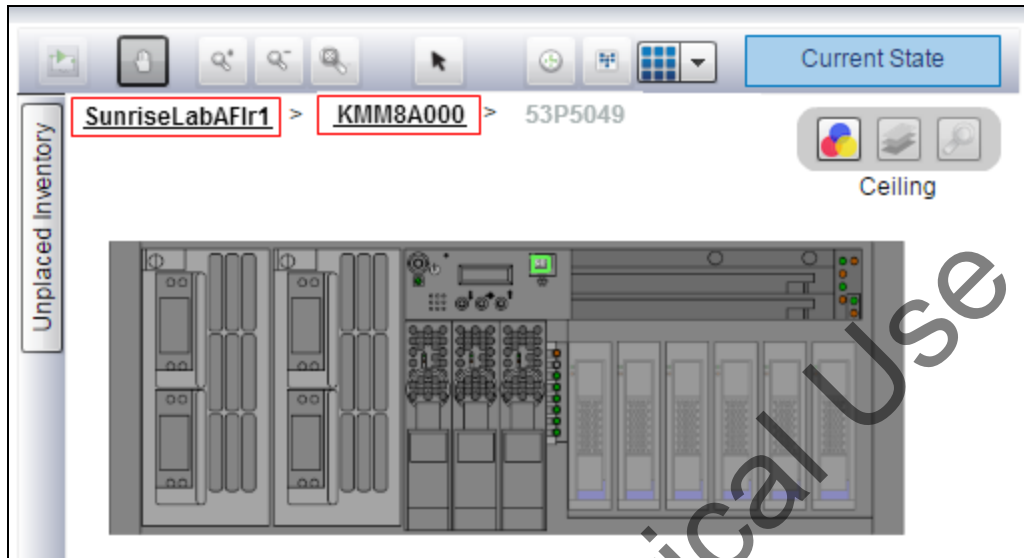 Current State
SunriseLabAFlr1 > KMM8A000 > 53P5049
Unplaced Inventory
Ceiling
ical Use